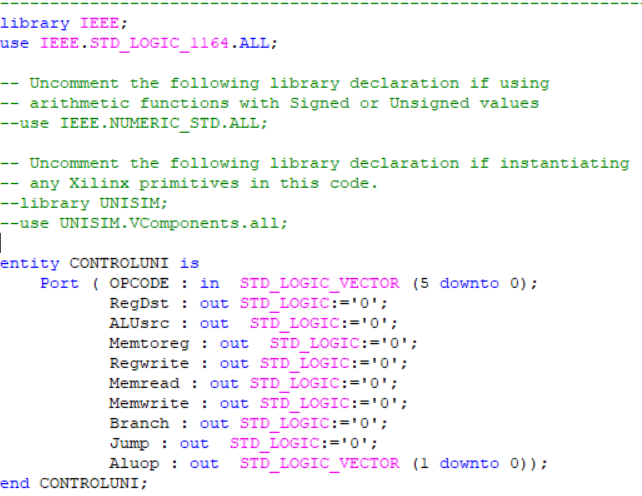 library IEEE;
use IEEE.STD_LOGIC_1164.ALL;
-- Uncomment the following library declaration if using
-- arithmetic functions with Signed or Unsigned values
--use IEEE.NUMERIC_STD.ALL;
-- Uncomment the following library declaration if instantiating
-- any Xilinx primitives in this code.
--library UNISIM;
--use UNISIM.VComponents.all;
entity CONTROLUNI is
Port ( OPCODE : in  STD_LOGIC_VECTOR (5 downto 0);
RegDst : out STD_LOGIC:='0';
ALUsrc : out  STD_LOGIC:='0';
Memtoreg : out  STD_LOGIC:='0';
Regwrite : out STD_LOGIC:='0';
Memread : out STD_LOGIC:='0';
Memwrite : out STD_LOGIC:='0';
Branch : out STD_LOGIC:='0';
Jump : out  STD_LOGIC:='0';
Aluop : out  STD_LOGIC_VECTOR (1 downto 0));
end CONTROLUNI;